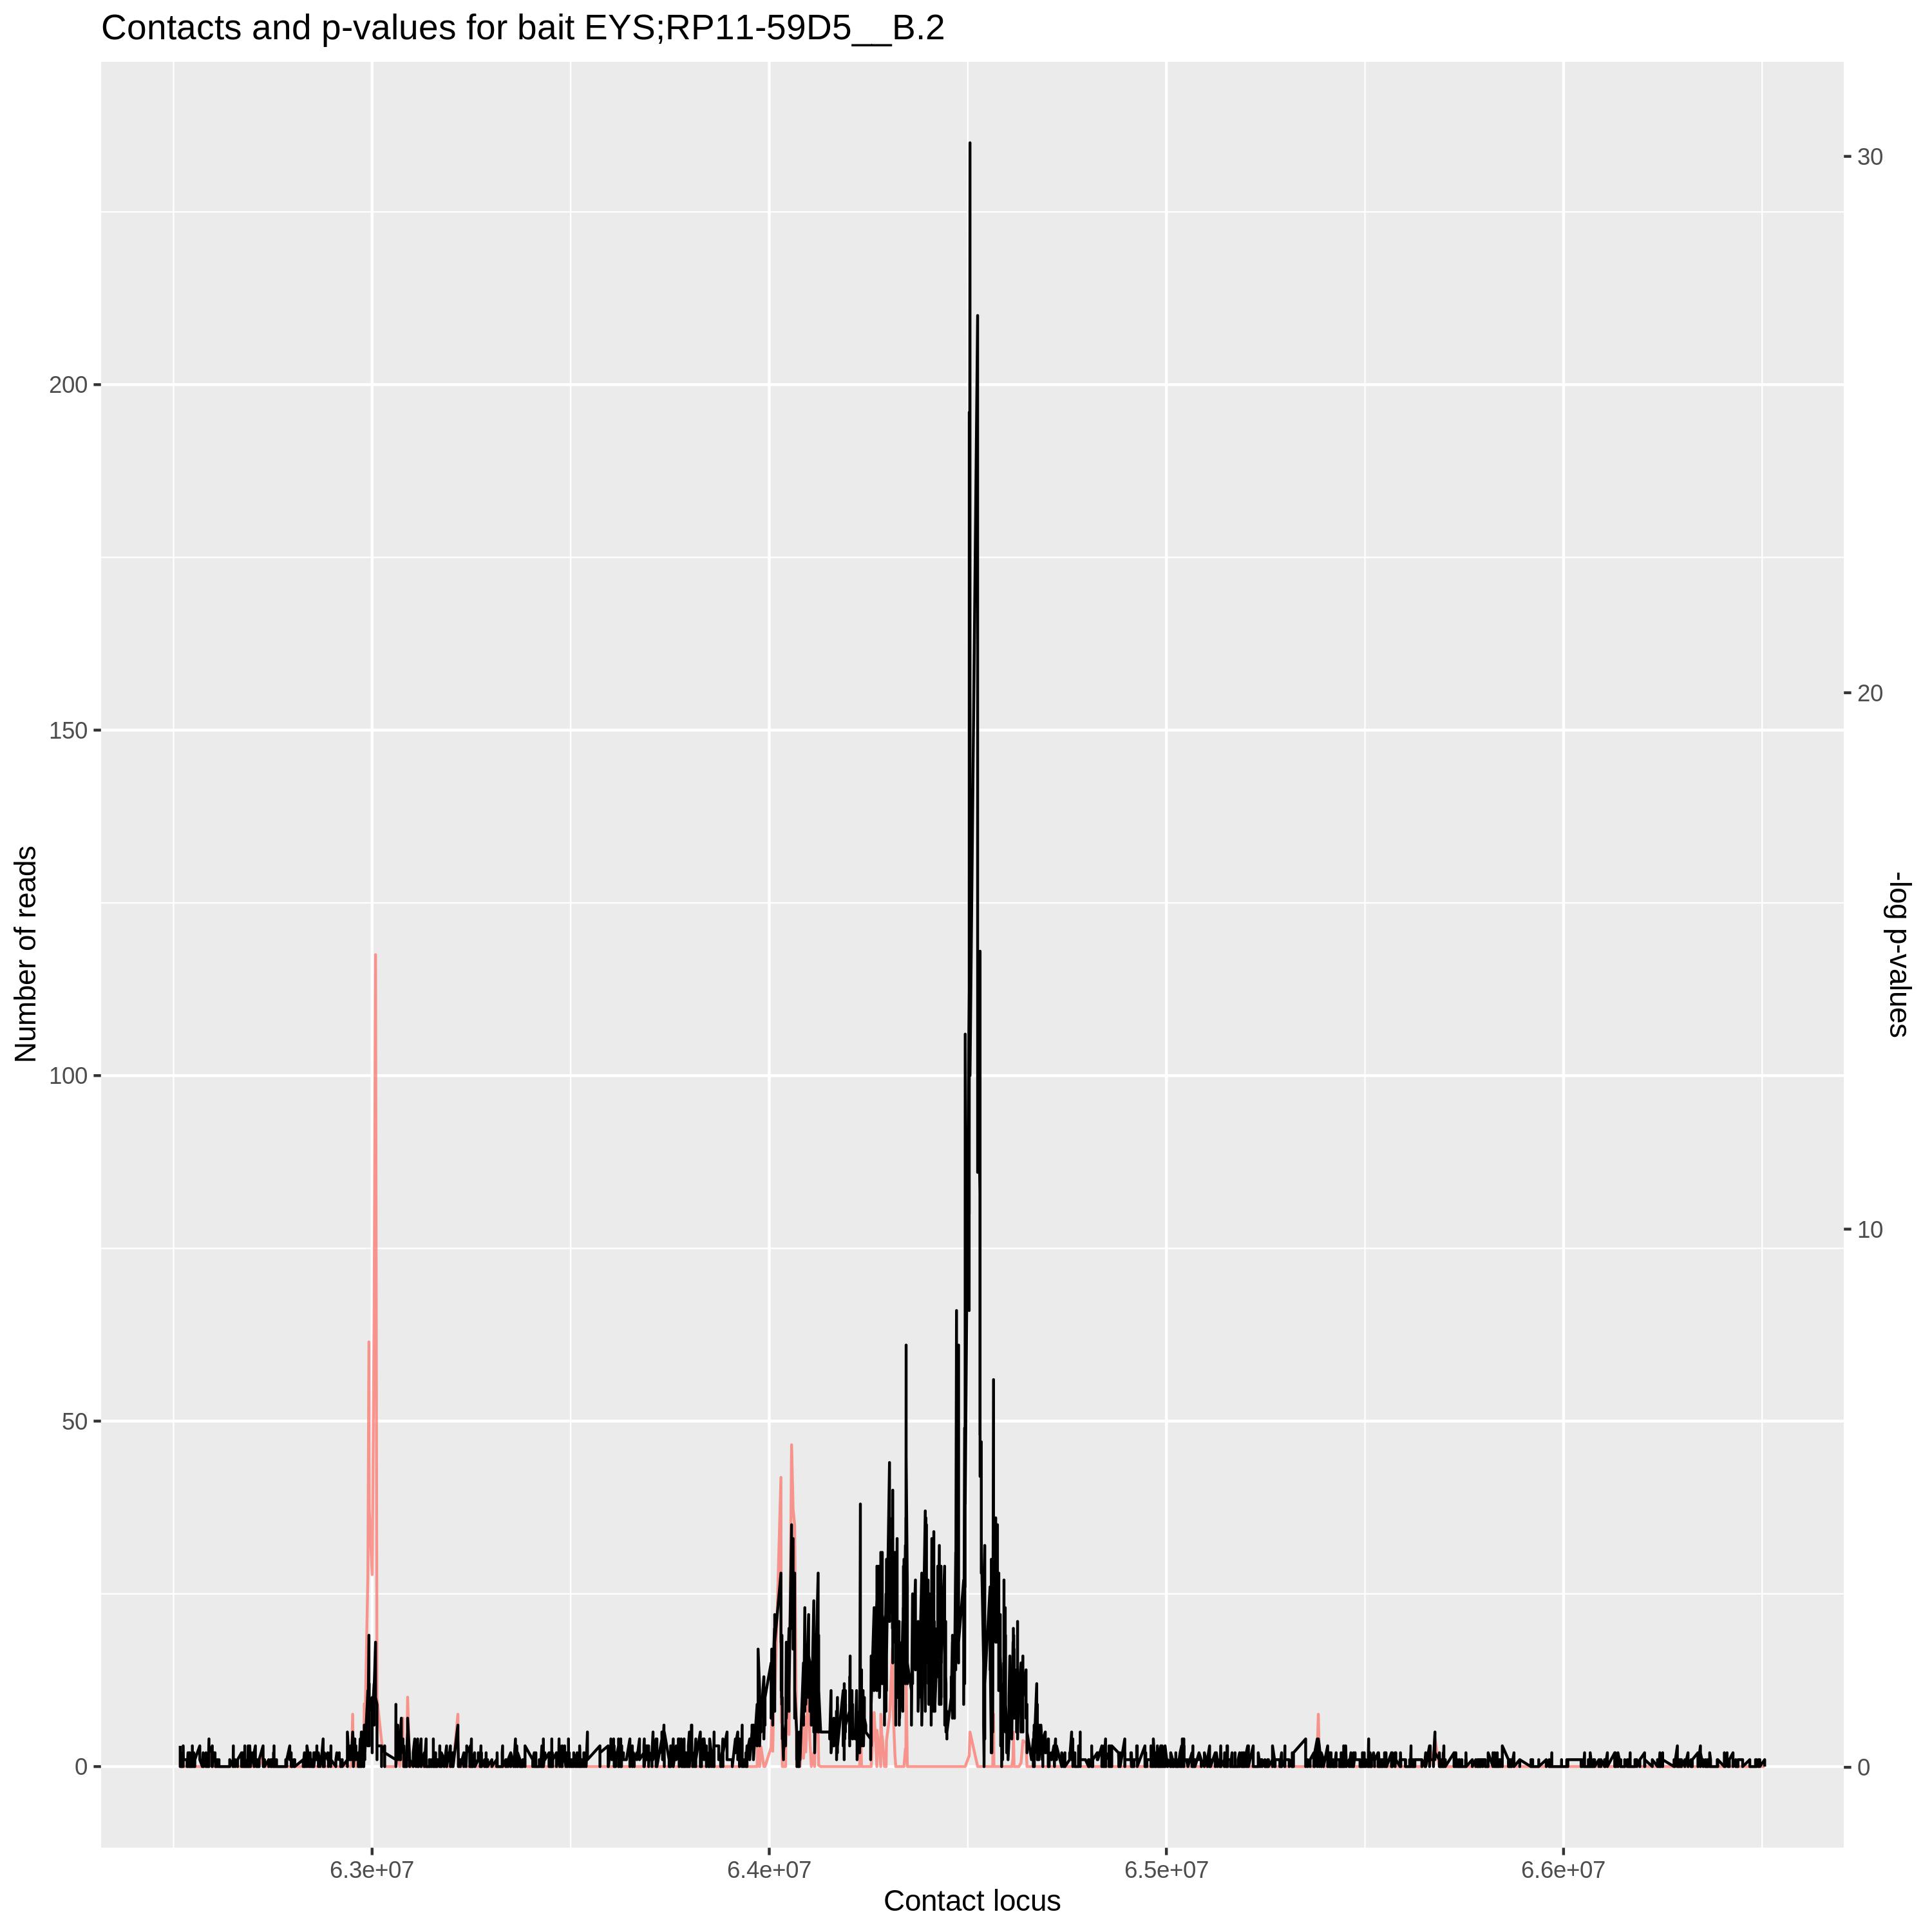 Contacts and p-values for bait EYS;RP11-59D5__B.2
Number of reads
200
150
100
50
0
30
20
10
0
-log p-values
6.3e+07
6.4e+07
6.5e+07
6.6e+07
Contact locus